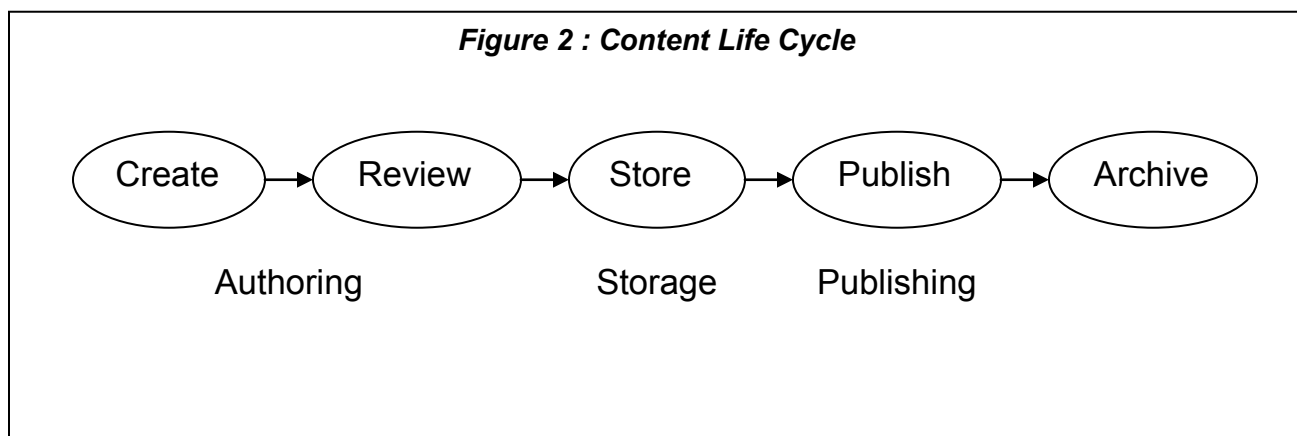 Figure 2 : Content Life Cycle
Create Review Store Publish Archive
Authoring Storage Publishing